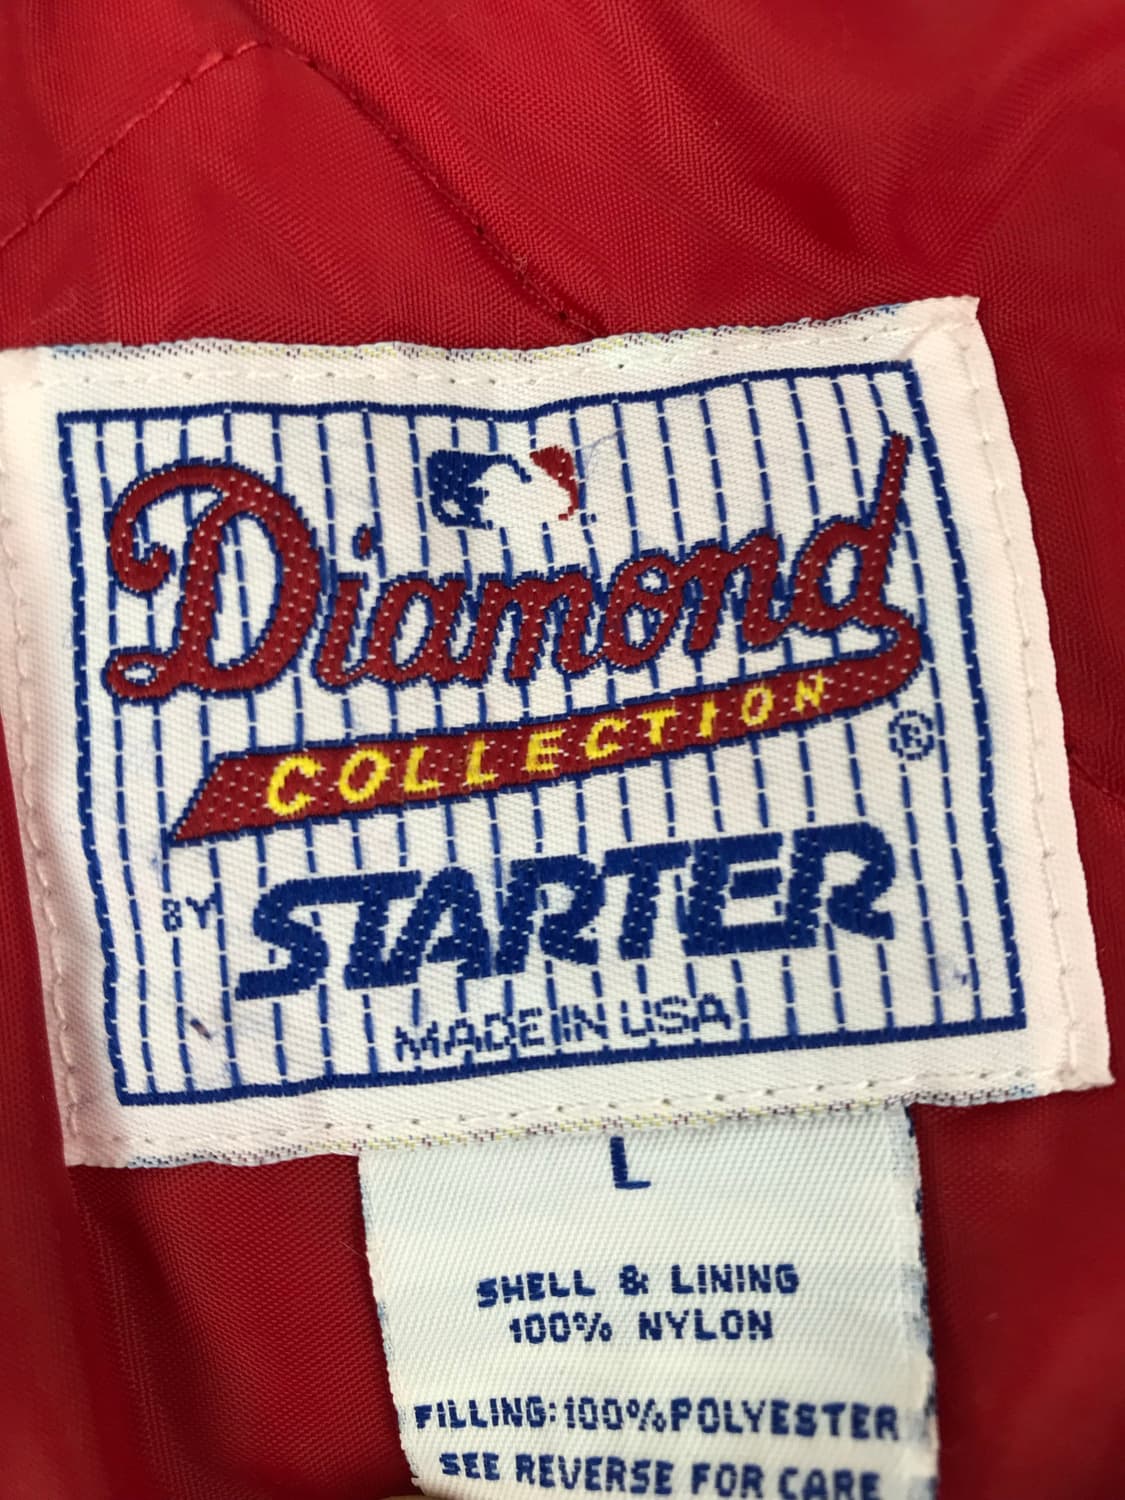 Diamond
COLLECTION ®
BY STARTER
MADE IN USA
L
SHELL & LINING
100% NYLON
FILLING:100%POLYESTER
SEE REVERSE FOR CARE